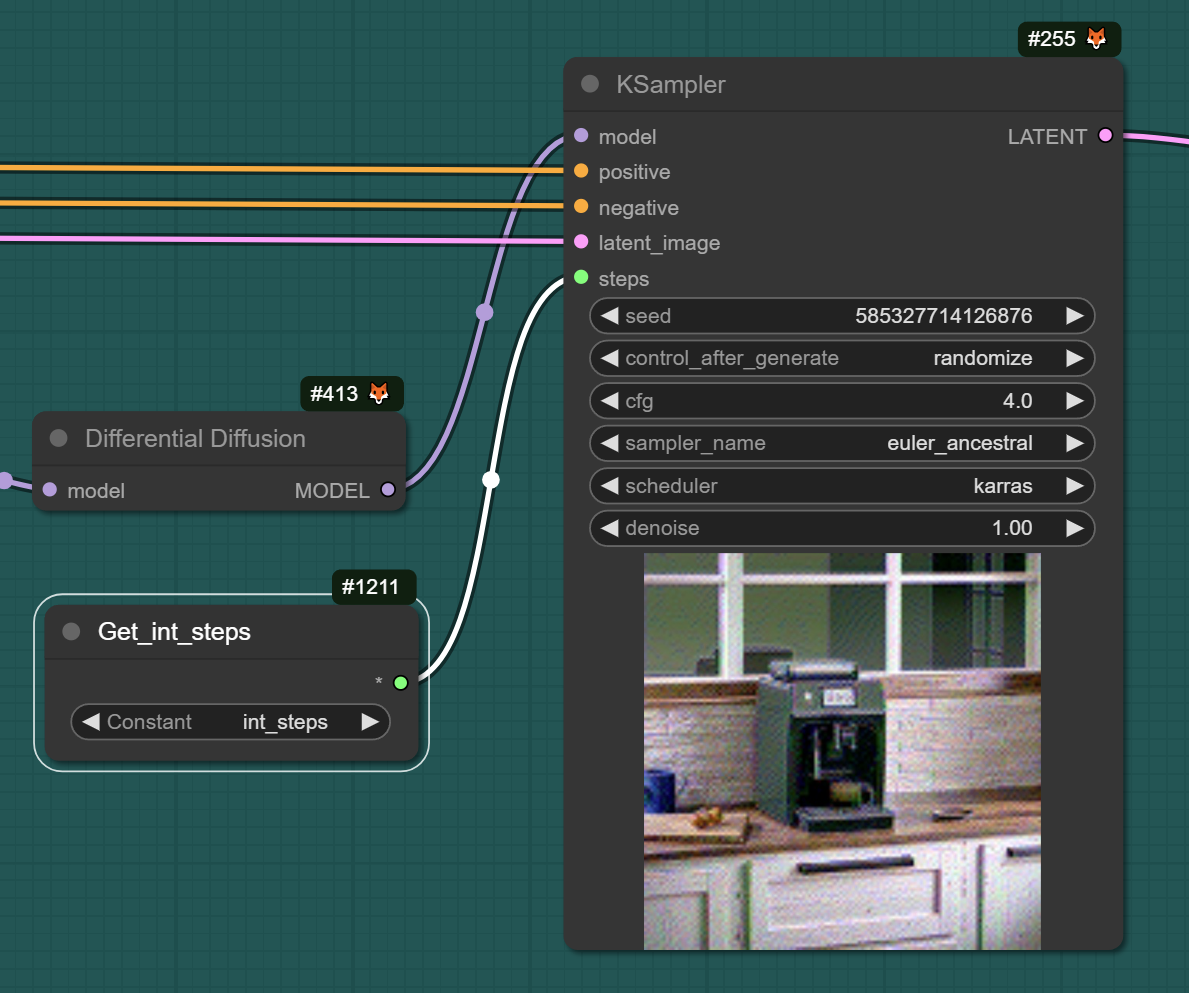 #255
KSampler
model
LATENT
positive
negative
latent_image
steps
seed 585327714126876
control_after_generate randomize
cfg 4.0
sampler_name euler_ancestral
scheduler karras
denoise 1.00
#413
Differential Diffusion
model MODEL
#1211
Get_int_steps
*
Constant int_steps